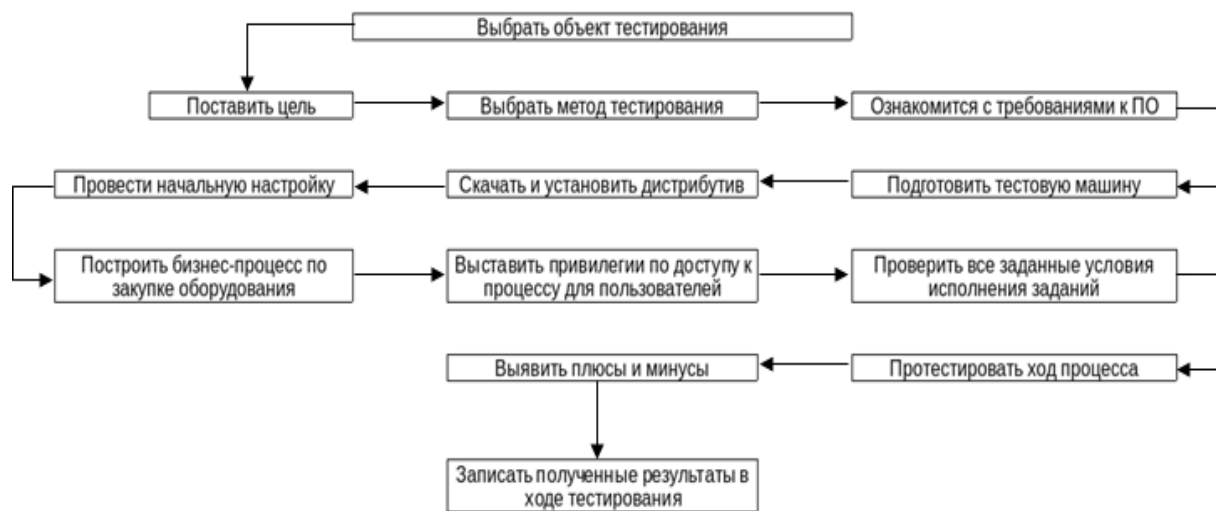 Выбрать объект тестирования
Поставить цель
Выбрать метод тестирования
Ознакомится с требованиями к ПО
Подготовить тестовую машину
Скачать и установить дистрибутив
Провести начальную настройку
Построить бизнес-процесс по
закупке оборудования
Выставить привилегии по доступу к
процессу для пользователей
Проверить все заданные условия
исполнения заданий
Протестировать ход процесса
Выявить плюсы и минусы
Записать полученные результаты в
ходе тестирования